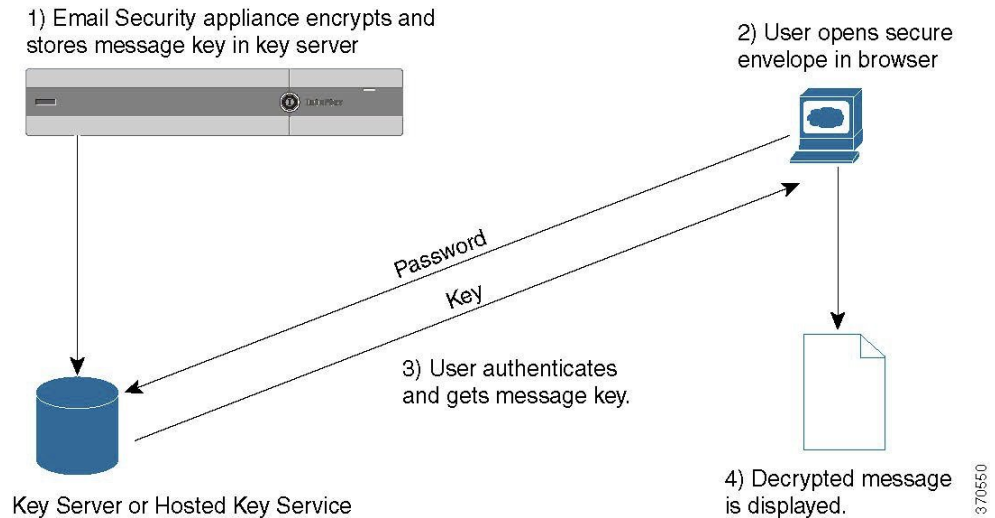 1) Email Security appliance encrypts and
stores message key in key server
2) User opens secure
envelope in browser
Password
Key
3) User authenticates
and gets message key.
Key Server or Hosted Key Service
4) Decrypted message
is displayed.
370550